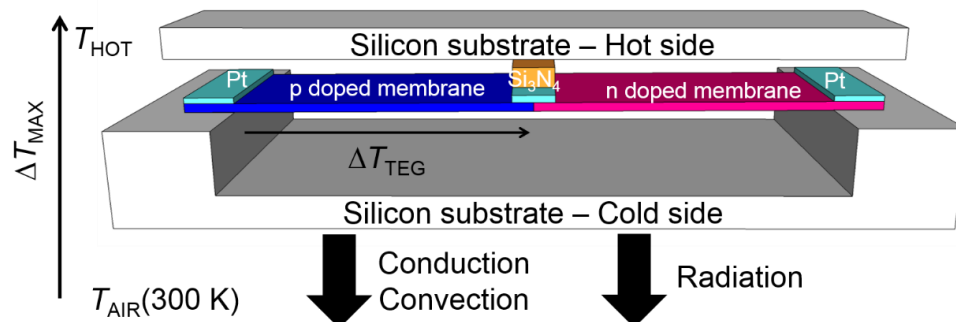 T_HOT
Silicon substrate – Hot side
Pt
Si₃N₄
Pt
p doped membrane
n doped membrane
ΔT_MAX
ΔT_TEG
Silicon substrate – Cold side
Conduction
Convection
Radiation
T_AIR(300 K)